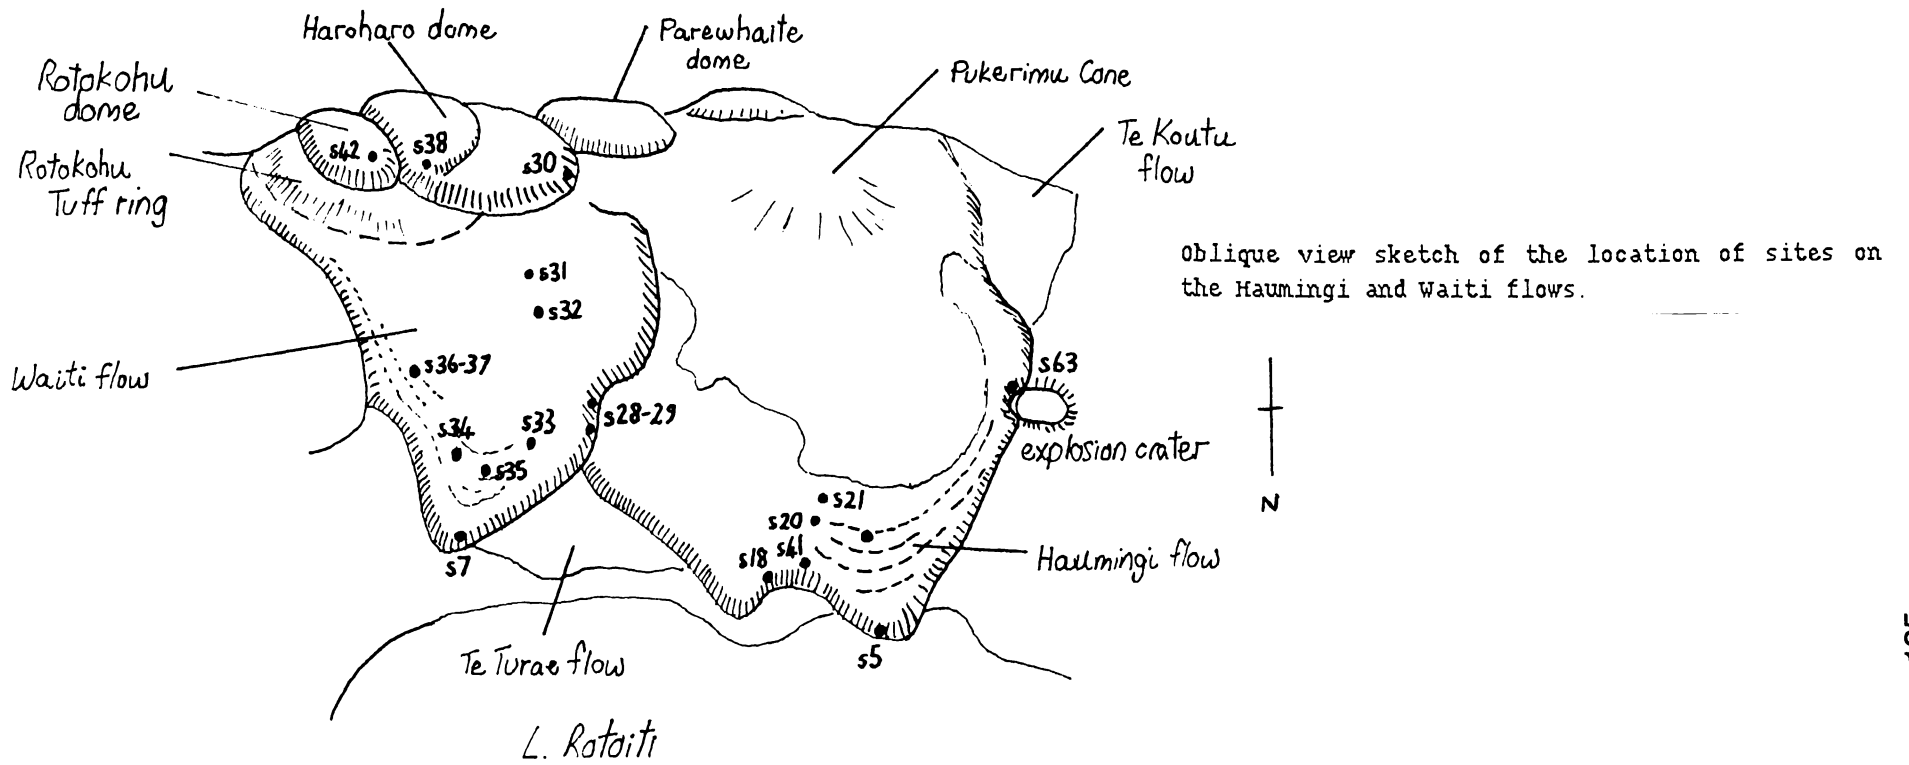 Haroharo dome
Parewhaite
dome
Rotokohu
dome
Pukerimu Cone
Te Koutu
flow
Rotokohu
Tuff ring
s42
s38
s30
Oblique view sketch of the location of sites on
the Haumingi and Waiti flows.
s31
s32
Waiti flow
s36-37
s63
s28-29
s34
s33
s35
explosion crater
N
s21
s20
s18
s41
Haumingi flow
s7
s5
Te Turae flow
L. Rotoiti